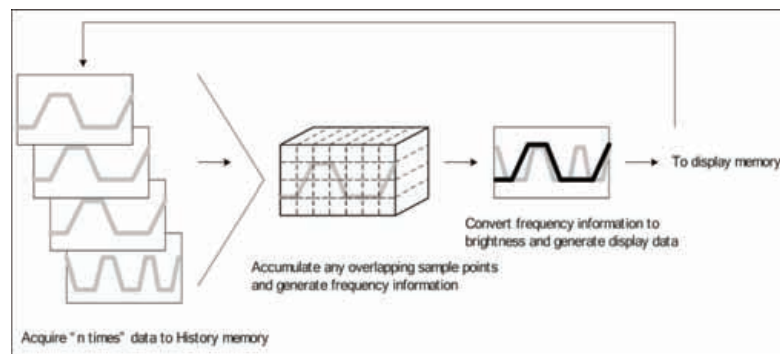 To display memory
Convert frequency information to
brightness and generate display data
Accumulate any overlapping sample points
and generate frequency information
Acquire "n times" data to History memory